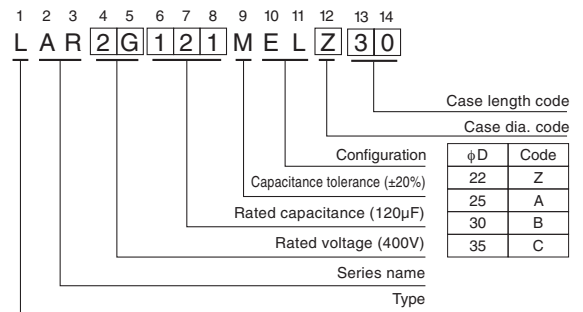 1 2 3 4 5 6 7 8 9 10 11 12 13 14
L A R 2 G 1 2 1 M E L Z 3 0
Case length code
Case dia. code
Configuration
Capacitance tolerance (±20%)
Rated capacitance (120µF)
Rated voltage (400V)
Series name
Type
ϕD Code
22 Z
25 A
30 B
35 C